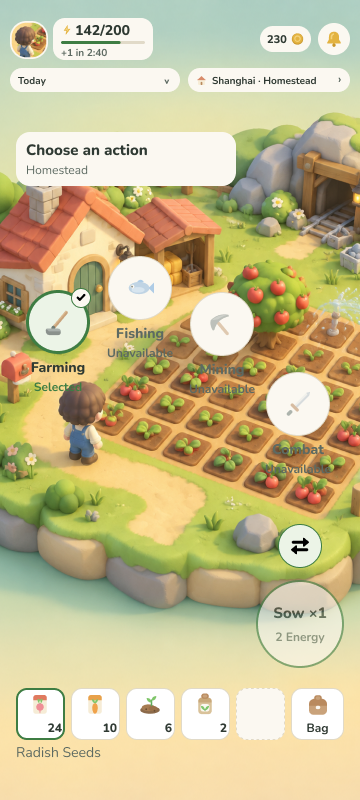 142/200
+1 in 2:40
230
Today
Shanghai · Homestead
Choose an action
Homestead
Fishing
Unavailable
Farming
Selected
Mining
Unavailable
Combat
Unavailable
Sow ×1
2 Energy
24
10
6
2
Bag
Radish Seeds